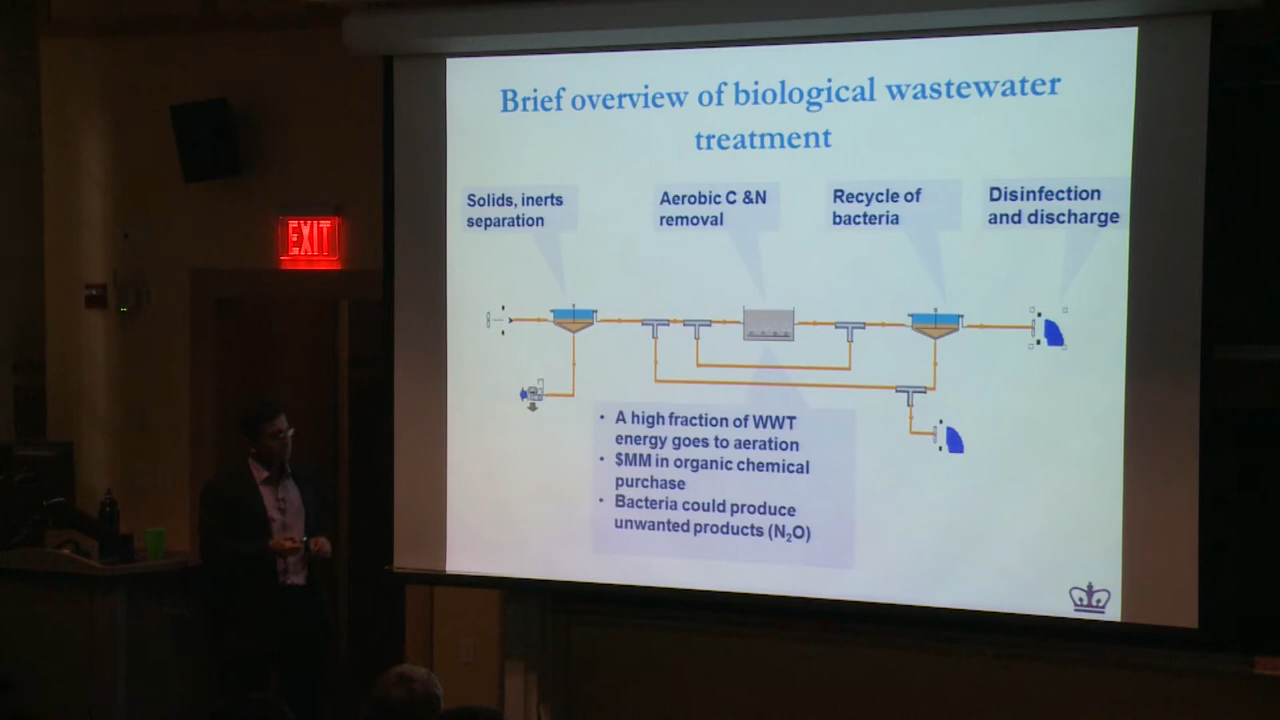 Brief overview of biological wastewater
treatment
Solids, inerts
separation
Aerobic C &N
removal
Recycle of
bacteria
Disinfection
and discharge
EXIT
• A high fraction of WWT
energy goes to aeration
• $MM in organic chemical
purchase
• Bacteria could produce
unwanted products (N₂O)